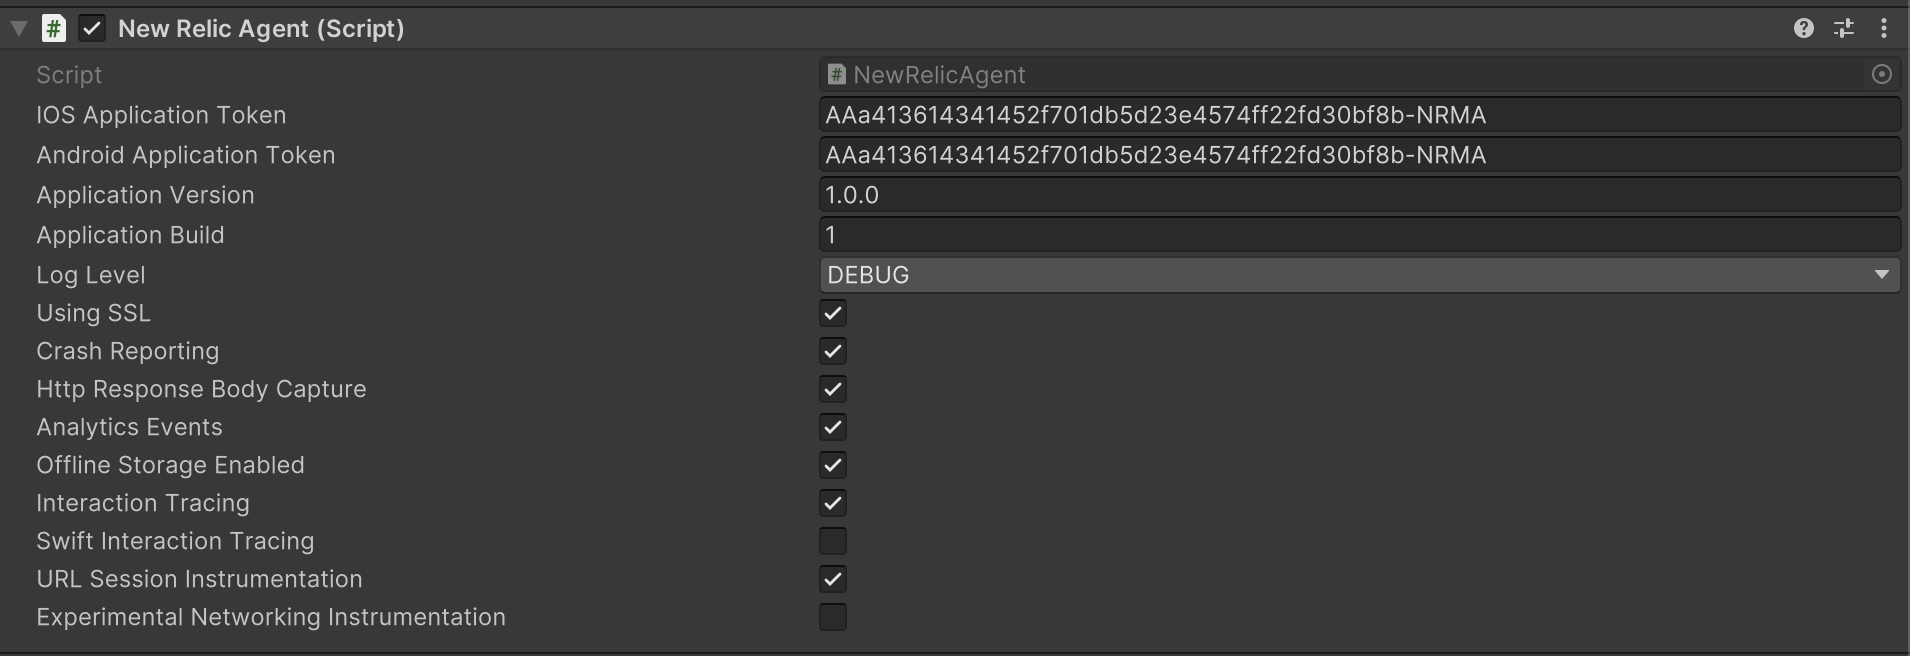 New Relic Agent (Script)
Script NewRelicAgent
IOS Application Token AAa413614341452f701db5d23e4574ff22fd30bf8b-NRMA
Android Application Token AAa413614341452f701db5d23e4574ff22fd30bf8b-NRMA
Application Version 1.0.0
Application Build 1
Log Level DEBUG
Using SSL
Crash Reporting
Http Response Body Capture
Analytics Events
Offline Storage Enabled
Interaction Tracing
Swift Interaction Tracing
URL Session Instrumentation
Experimental Networking Instrumentation